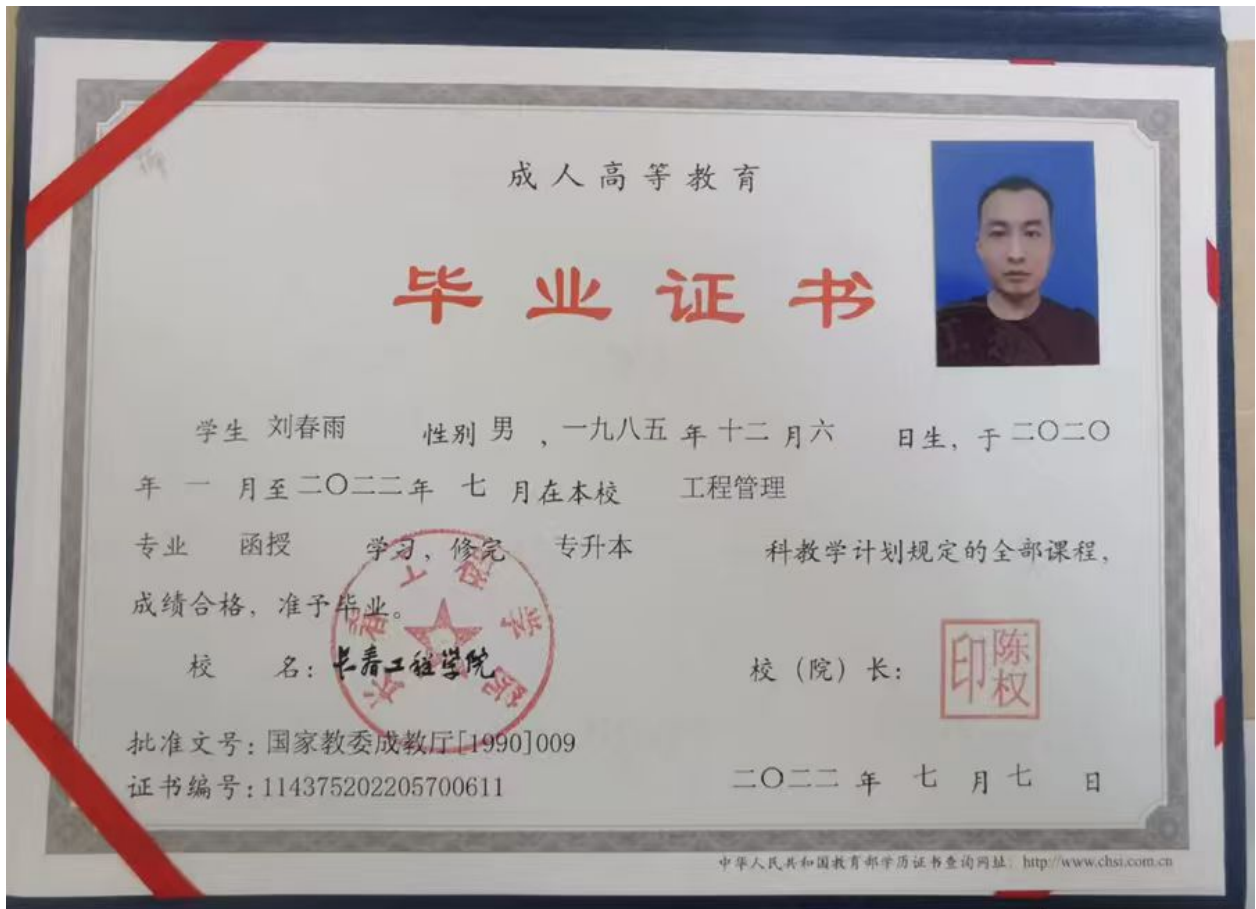 成人高等教育
毕业证书
学生 刘春雨 性别 男 ，一九八五 年 十二 月 六 日生，于 二〇二〇
年 一 月至 二〇二二 年 七 月在本校 工程管理
专业 函授 学习，修完 专升本 科教学计划规定的全部课程，
成绩合格，准予毕业。
校 名：长春工程学院 校（院）长：
长春工程学院
陈权印
批准文号：国家教委成教厅[1990]009
证书编号：114375202205700611
二〇二二 年 七 月 七 日
中华人民共和国教育部学历证书查询网址：http://www.chsi.com.cn